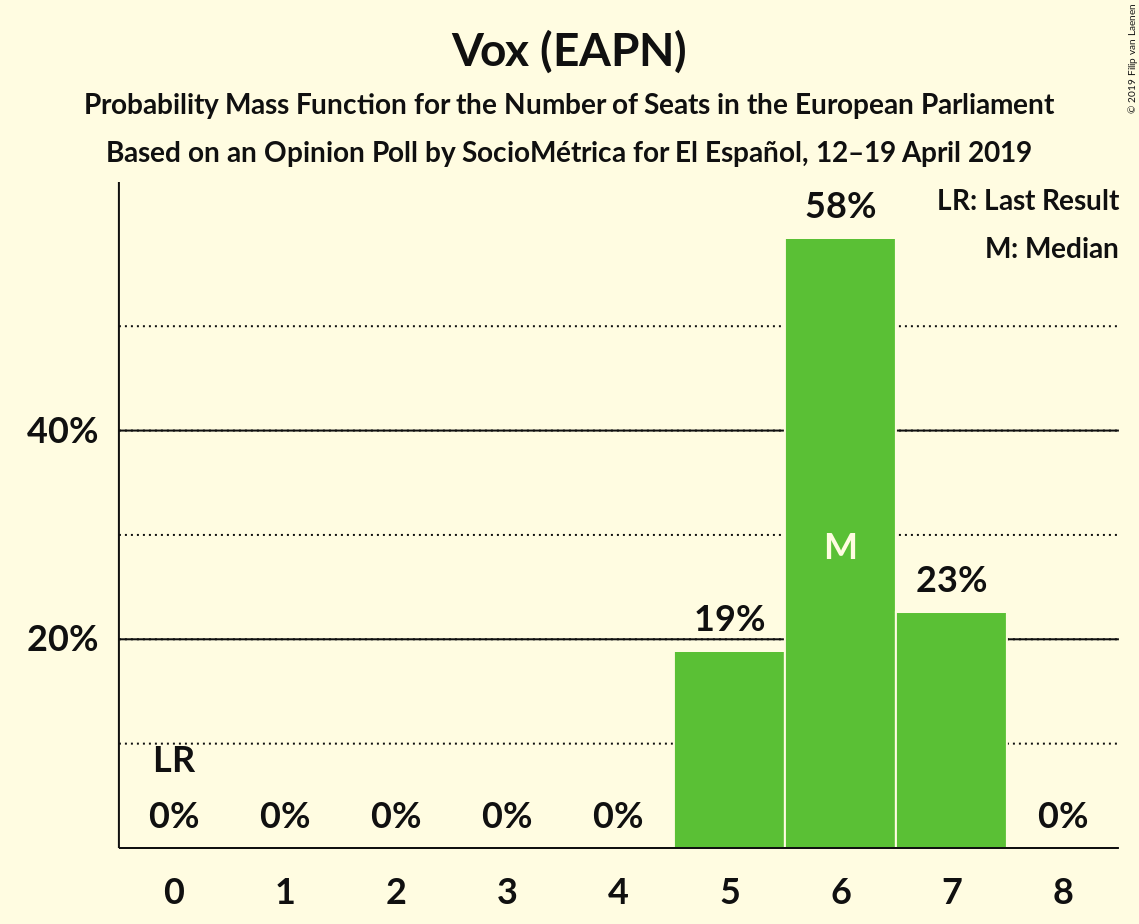 Vox (EAPN)
Probability Mass Function for the Number of Seats in the European Parliament
Based on an Opinion Poll by SocioMétrica for El Español, 12–19 April 2019
© 2019 Filip van Laenen
LR: Last Result
M: Median
58%
40%
M
23%
19%
20%
LR
0% 0% 0% 0% 0% 0%
0 1 2 3 4 5 6 7 8